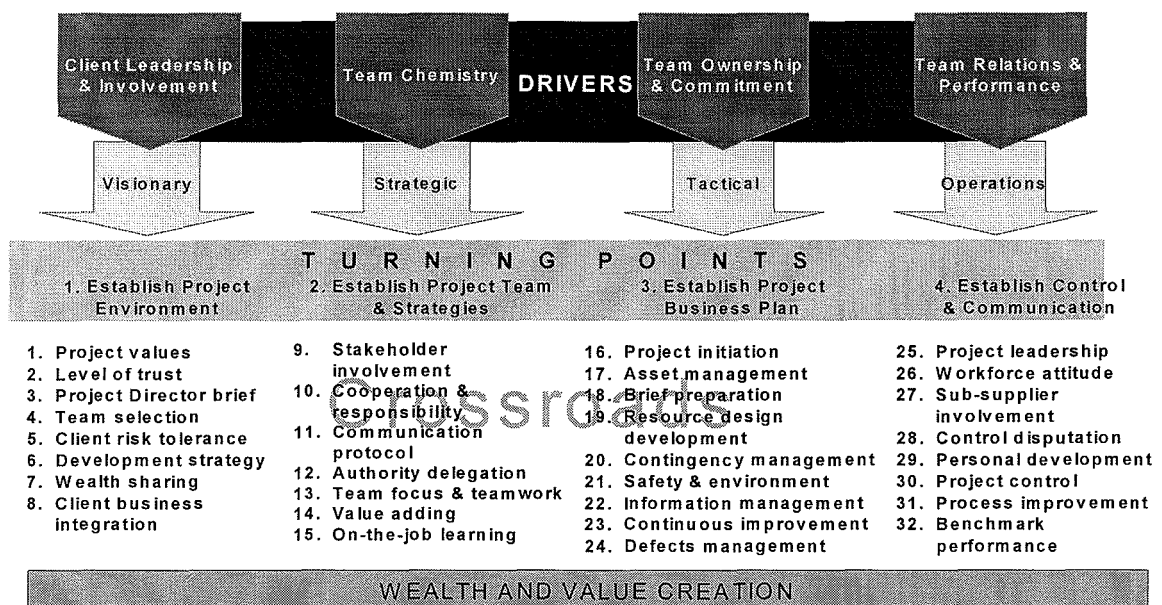 Client Leadership
& Involvement
Team Chemistry
DRIVERS
Team Ownership
& Commitment
Team Relations &
Performance
Visionary
Strategic
Tactical
Operations
TURNING POINTS
1. Establish Project
Environment
2. Establish Project Team
& Strategies
3. Establish Project
Business Plan
4. Establish Control
& Communication
Crossroads
1. Project values
2. Level of trust
3. Project Director brief
4. Team selection
5. Client risk tolerance
6. Development strategy
7. Wealth sharing
8. Client business
integration
9. Stakeholder
involvement
10. Cooperation &
responsibility
11. Communication
protocol
12. Authority delegation
13. Team focus & teamwork
14. Value adding
15. On-the-job learning
16. Project initiation
17. Asset management
18. Brief preparation
19. Resource design
development
20. Contingency management
21. Safety & environment
22. Information management
23. Continuous improvement
24. Defects management
25. Project leadership
26. Workforce attitude
27. Sub-supplier
involvement
28. Control disputation
29. Personal development
30. Project control
31. Process improvement
32. Benchmark
performance
WEALTH AND VALUE CREATION